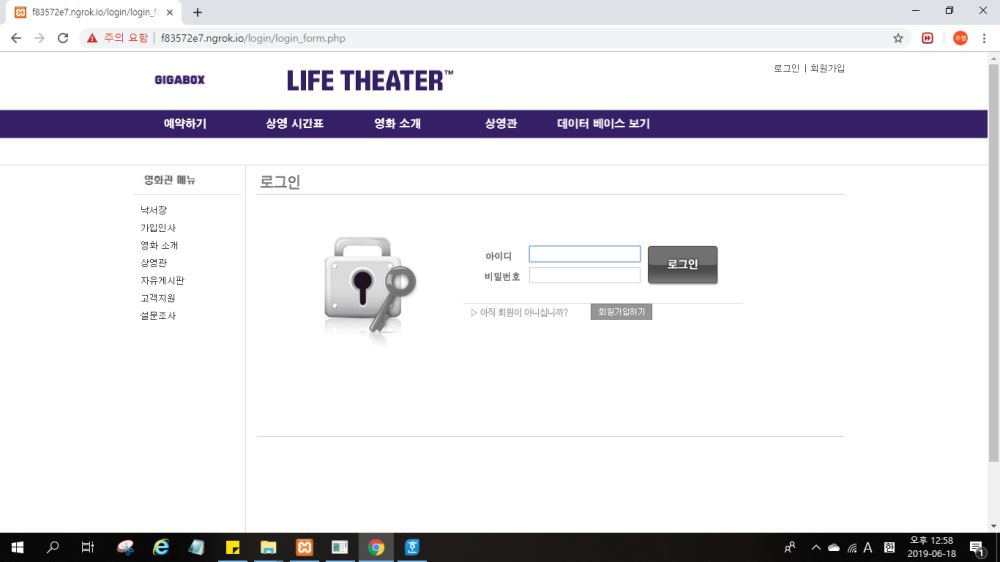 f83572e7.ngrok.io/login/login_fo
주의 요함 | f83572e7.ngrok.io/login/login_form.php
주영
로그인 | 회원가입
GIGABOX
LIFE THEATER™
예약하기 상영 시간표 영화 소개 상영관 데이터 베이스 보기
영화관 메뉴
낙서장
가입인사
영화 소개
상영관
자유게시판
고객지원
설문조사
로그인
아이디
비밀번호
로그인
▷ 아직 회원이 아니십니까? 회원가입하기
A 한 오후 12:58
2019-06-18
1